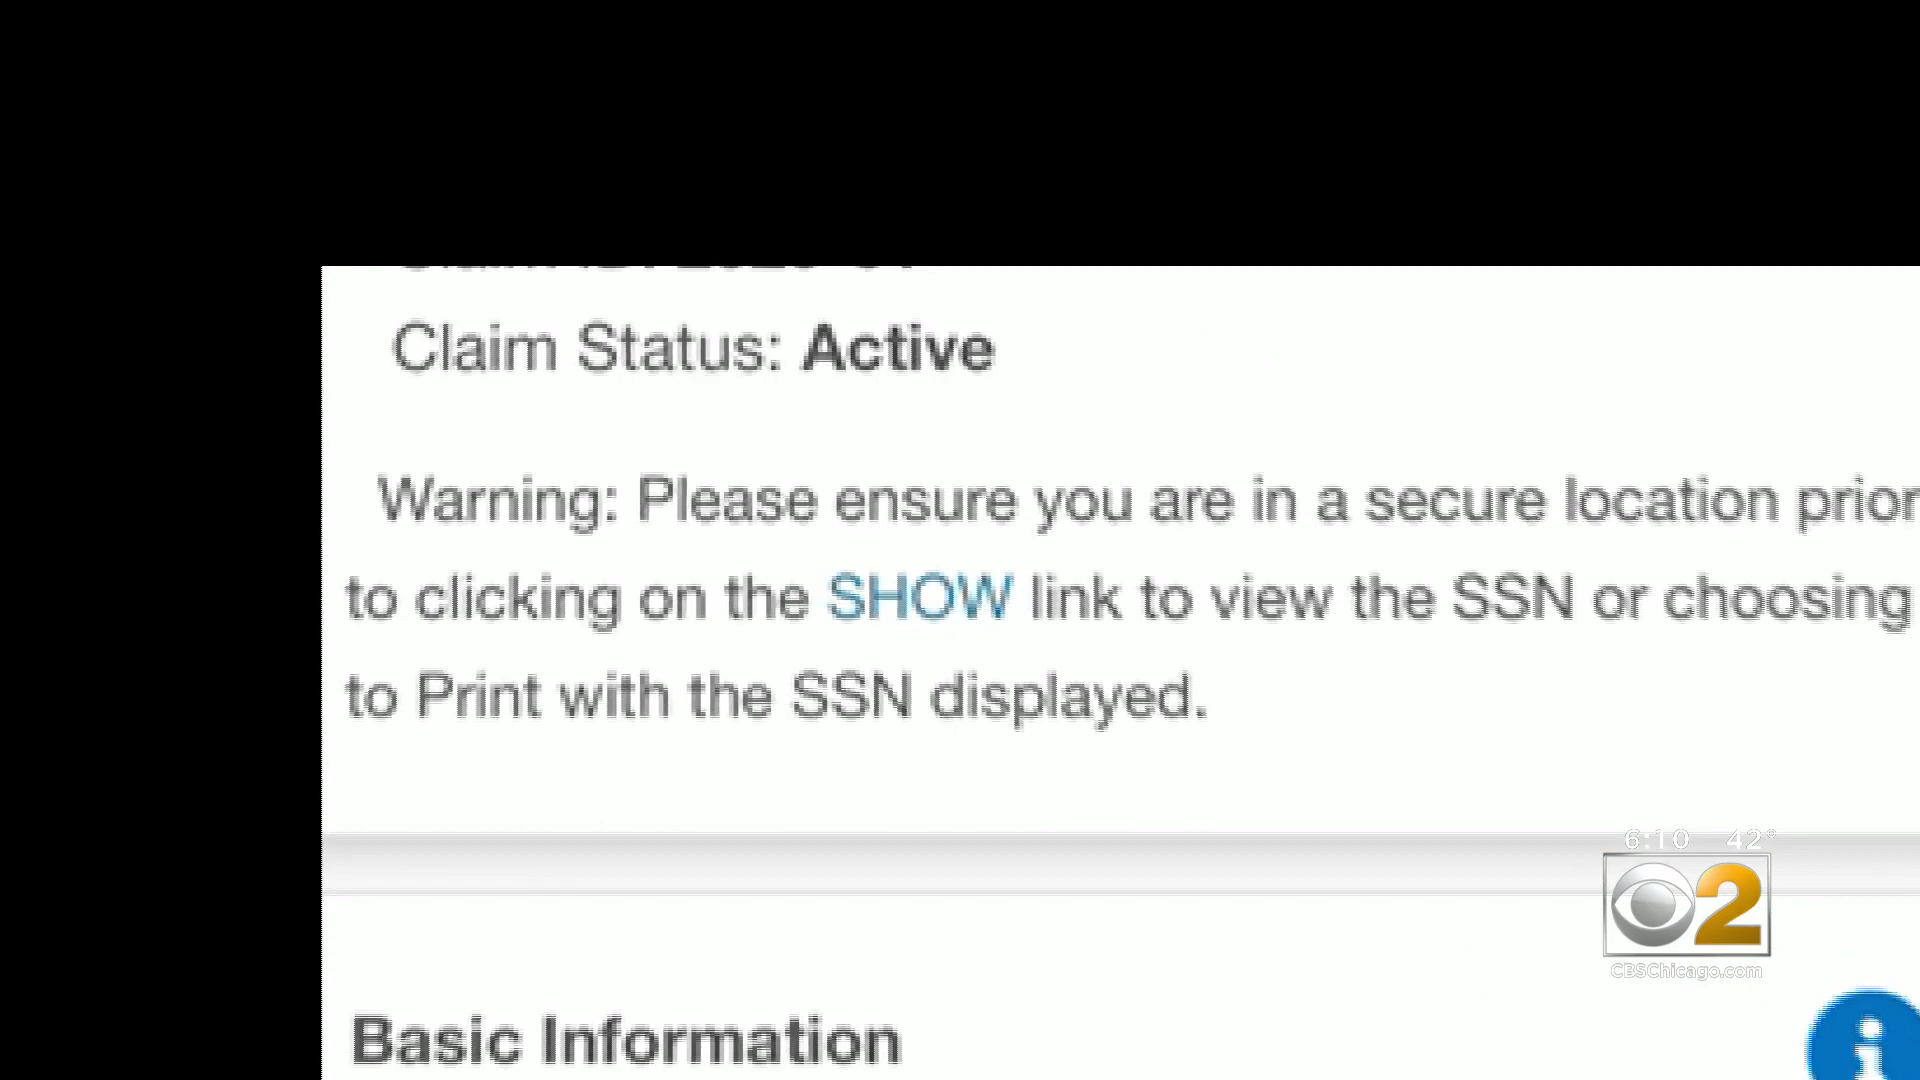 Claim Status: Active
Warning: Please ensure you are in a secure location prior
to clicking on the SHOW link to view the SSN or choosing
to Print with the SSN displayed.
6:10 42°
2
CBSChicago.com
Basic Information
i